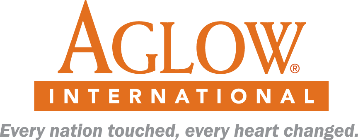 AGLOW®
INTERNATIONAL
Every nation touched, every heart changed.